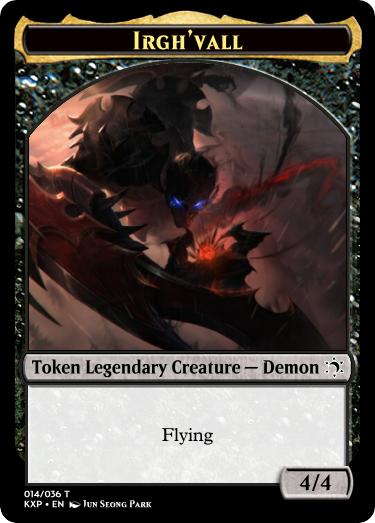 Irgh'vall
Token Legendary Creature — Demon
Flying
4/4
014/036 T
KXP • EN Jun Seong Park